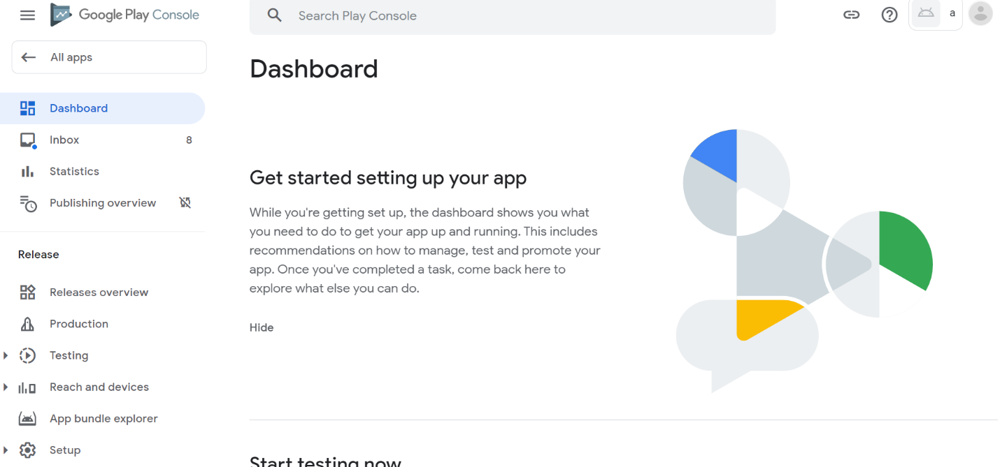 Google Play Console
Search Play Console
a
All apps
Dashboard
Inbox 8
Statistics
Publishing overview
Release
Releases overview
Production
Testing
Reach and devices
App bundle explorer
Setup
Dashboard
Get started setting up your app
While you're getting set up, the dashboard shows you what
you need to do to get your app up and running. This includes
recommendations on how to manage, test and promote your
app. Once you've completed a task, come back here to
explore what else you can do.
Hide
Start testing now